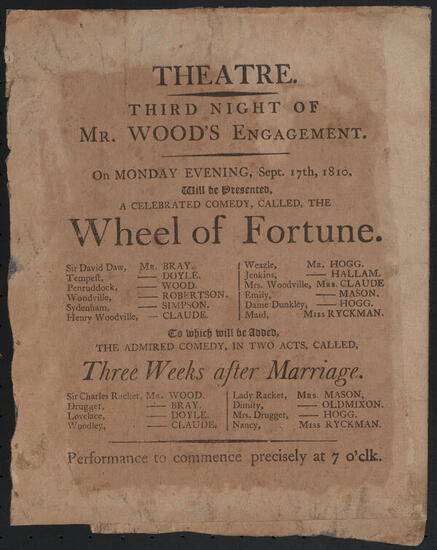 THEATRE.
THIRD NIGHT OF
MR. WOOD'S ENGAGEMENT.
On MONDAY EVENING, Sept. 17th, 1810.
Will be Presented,
A CELEBRATED COMEDY, CALLED, THE
Wheel of Fortune.
Sir David Daw, MR. BRAY.
Tempest, —— DOYLE.
Penruddock, —— WOOD.
Woodville, —— ROBERTSON.
Sydenham, —— SIMPSON.
Henry Woodville, — CLAUDE.
Weazle, MR. HOGG.
Jenkins, —— HALLAM.
Mrs. Woodville, MRS. CLAUDE
Emily, —— MASON.
Dame Dunkley, —— HOGG.
Maid, MISS RYCKMAN.
To which will be Added,
THE ADMIRED COMEDY, IN TWO ACTS, CALLED,
Three Weeks after Marriage.
Sir Charles Racket, MR. WOOD.
Drugger, —— BRAY.
Lovelace, —— DOYLE.
Woodley, —— CLAUDE.
Lady Racket, MRS. MASON,
Dimity, —— OLDMIXON.
Mrs. Drugger, —— HOGG.
Nancy, MISS RYCKMAN.
Performance to commence precisely at 7 o'clk.